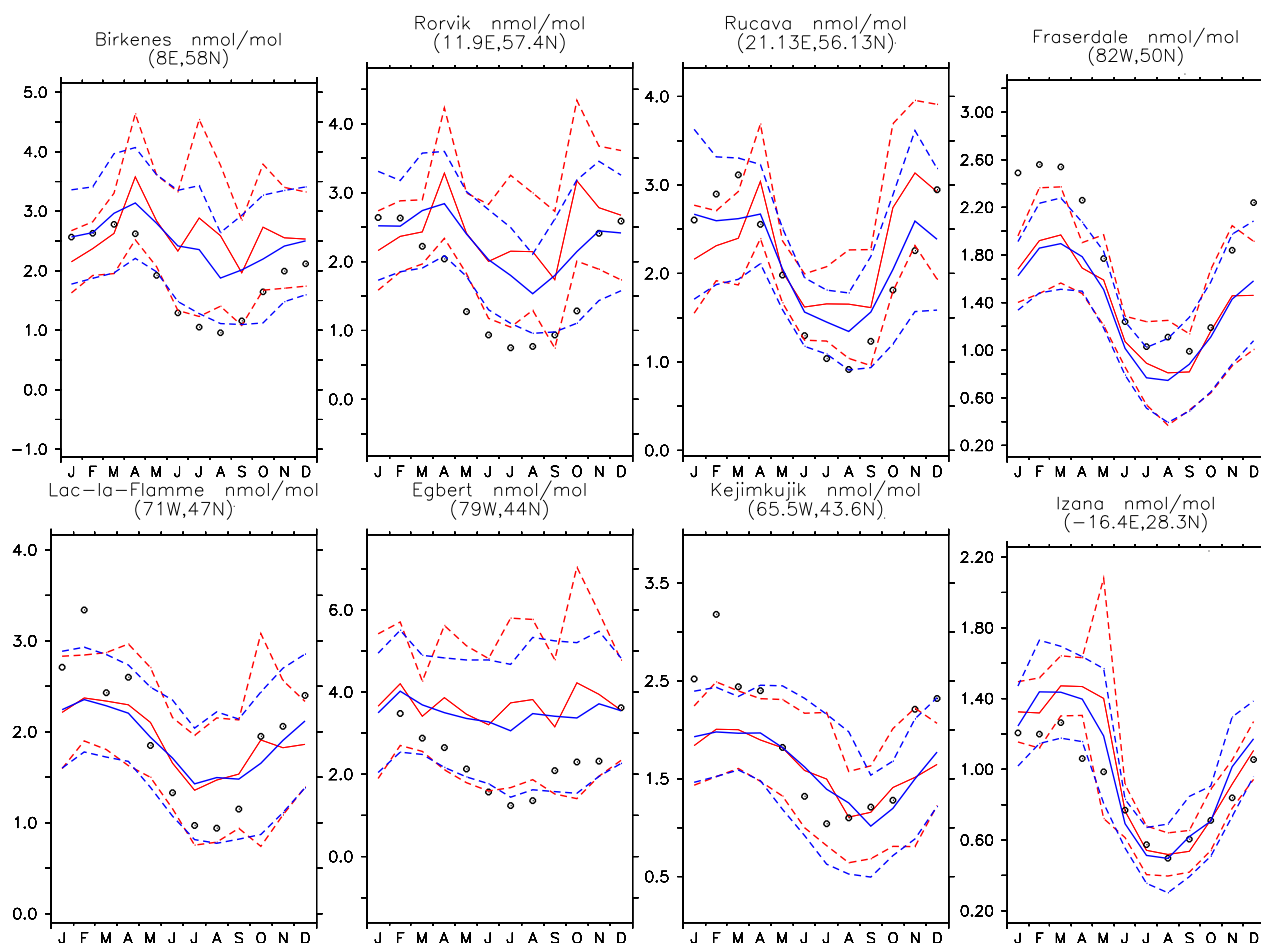 Birkenes nmol/mol
(8E,58N)
Rorvik nmol/mol
(11.9E,57.4N)
Rucava nmol/mol
(21.13E,56.13N)
Fraserdale nmol/mol
(82W,50N)
5.0
4.0
3.0
2.0
1.0
0.0
−1.0
J F M A M J J A S O N D
4.0
3.0
2.0
1.0
0.0
J F M A M J J A S O N D
4.0
3.0
2.0
1.0
0.0
J F M A M J J A S O N D
3.00
2.60
2.20
1.80
1.40
1.00
0.60
0.20
J F M A M J J A S O N D
Lac−la−Flamme nmol/mol
(71W,47N)
Egbert nmol/mol
(79W,44N)
Kejimkujik nmol/mol
(65.5W,43.6N)
Izana nmol/mol
(−16.4E,28.3N)
4.0
3.0
2.0
1.0
0.0
J F M A M J J A S O N D
6.0
4.0
2.0
0.0
J F M A M J J A S O N D
3.5
2.5
1.5
0.5
J F M A M J J A S O N D
2.20
1.80
1.40
1.00
0.60
0.20
J F M A M J J A S O N D